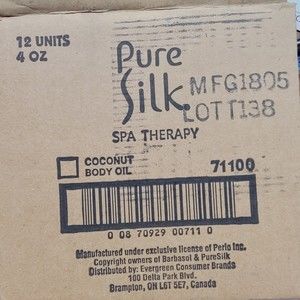 12 UNITS
4 OZ
Pure
Silk
MFG1805
LOTT138
SPA THERAPY
COCONUT
BODY OIL
71100
0 08 70929 00711 0
Manufactured under exclusive license of Perio Inc.
Copyright owners of Barbasol & PureSilk
Distributed by: Evergreen Consumer Brands
100 Delta Park Blvd.
Brampton, ON L6T 5E7, Canada